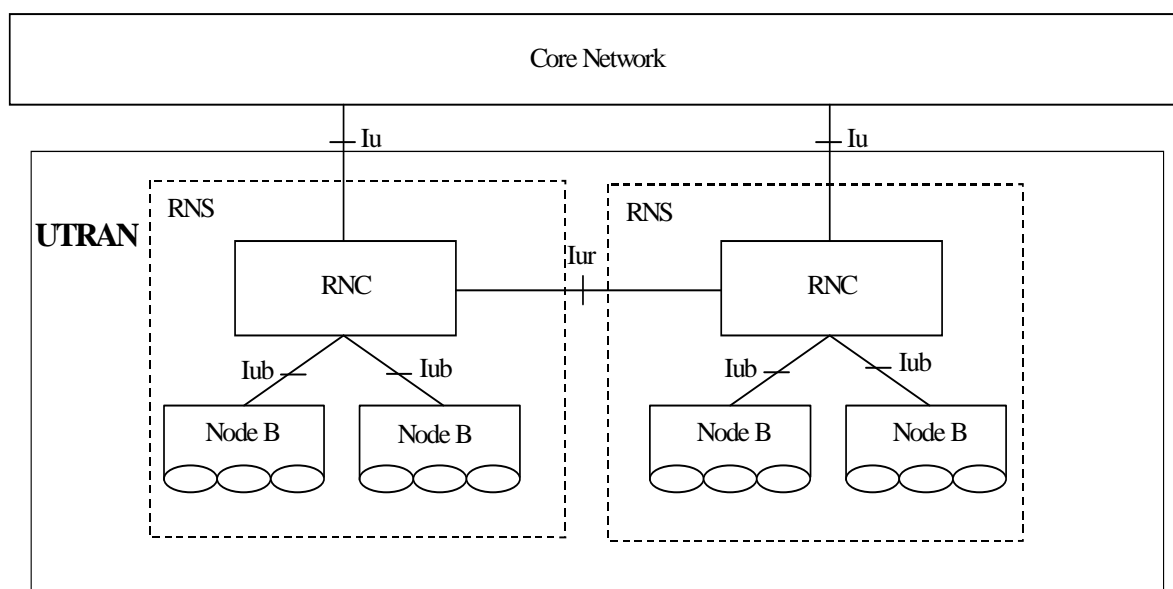 Core Network
Iu
Iu
UTRAN
RNS
RNS
RNC
Iur
RNC
Iub
Iub
Iub
Iub
Node B
Node B
Node B
Node B